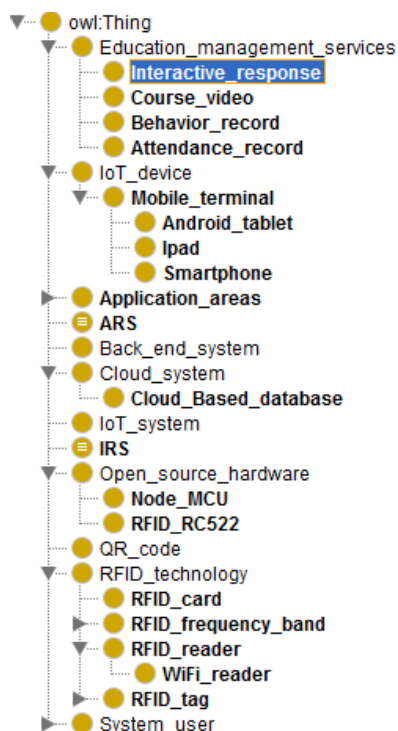 owl:Thing
Education_management_services
Interactive_response
Course_video
Behavior_record
Attendance_record
IoT_device
Mobile_terminal
Android_tablet
Ipad
Smartphone
Application_areas
ARS
Back_end_system
Cloud_system
Cloud_Based_database
IoT_system
IRS
Open_source_hardware
Node_MCU
RFID_RC522
QR_code
RFID_technology
RFID_card
RFID_frequency_band
RFID_reader
WiFi_reader
RFID_tag
System_user